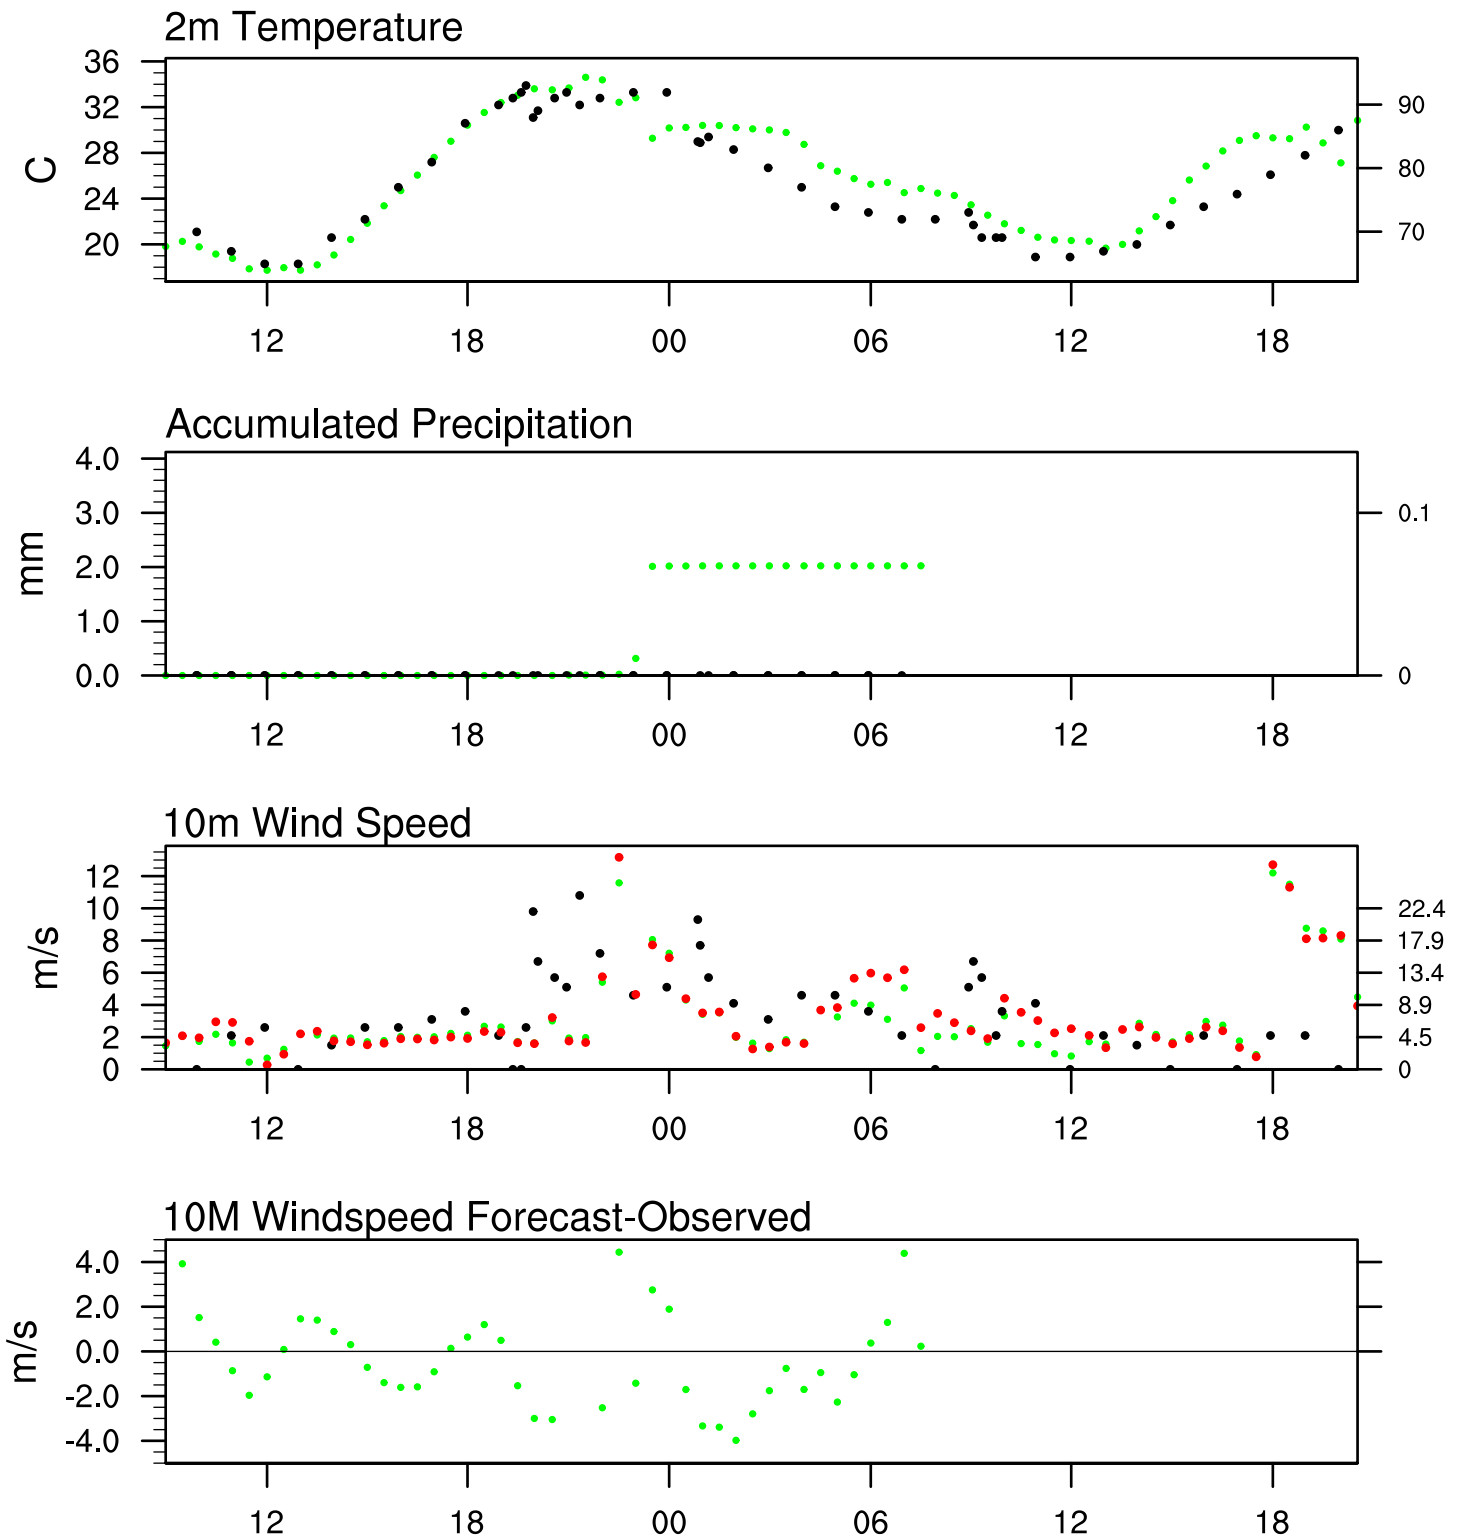 2m Temperature
36
32
28
24
20
C
90
80
70
12 18 00 06 12 18
Accumulated Precipitation
4.0
3.0
2.0
1.0
0.0
mm
0.1
0
12 18 00 06 12 18
10m Wind Speed
12
10
8
6
4
2
0
m/s
22.4
17.9
13.4
8.9
4.5
0
12 18 00 06 12 18
10M Windspeed Forecast-Observed
4.0
2.0
0.0
-2.0
-4.0
m/s
12 18 00 06 12 18